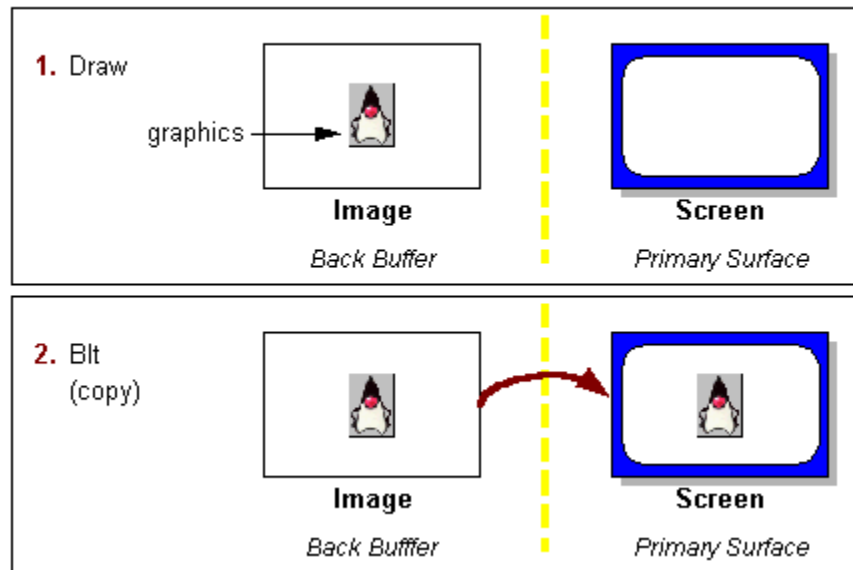 1. Draw
graphics
Image
Screen
Back Buffer
Primary Surface
2. Blt
(copy)
Image
Screen
Back Bufffer
Primary Surface